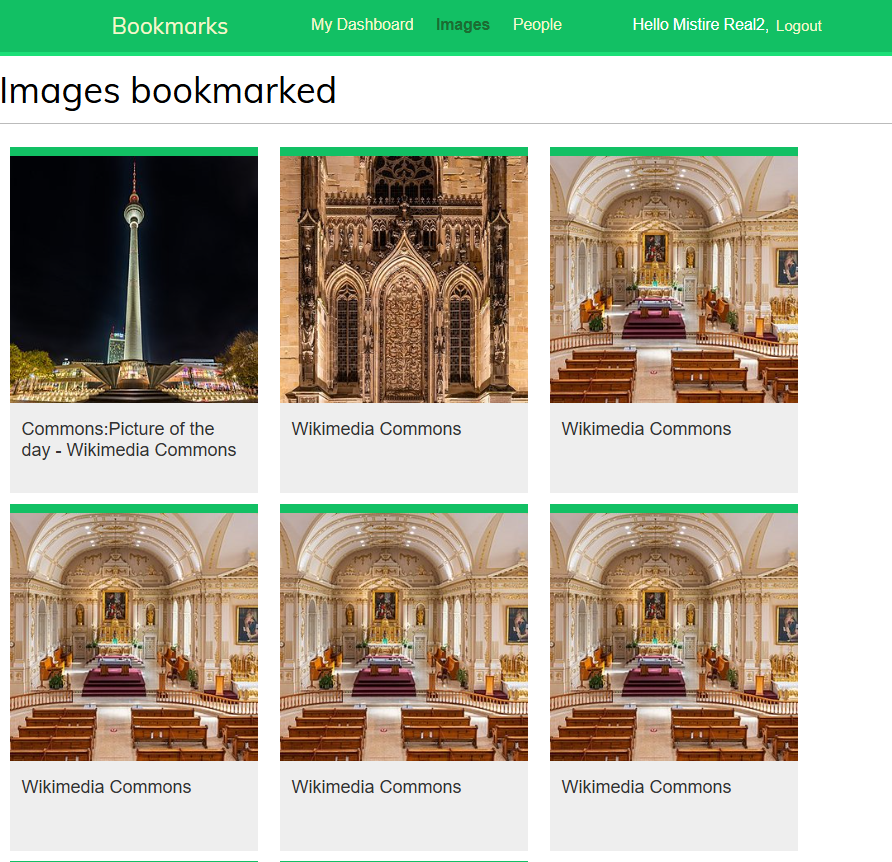 Bookmarks
My Dashboard Images People
Hello Mistire Real2, Logout
Images bookmarked
Commons:Picture of the
day - Wikimedia Commons
Wikimedia Commons
Wikimedia Commons
Wikimedia Commons
Wikimedia Commons
Wikimedia Commons